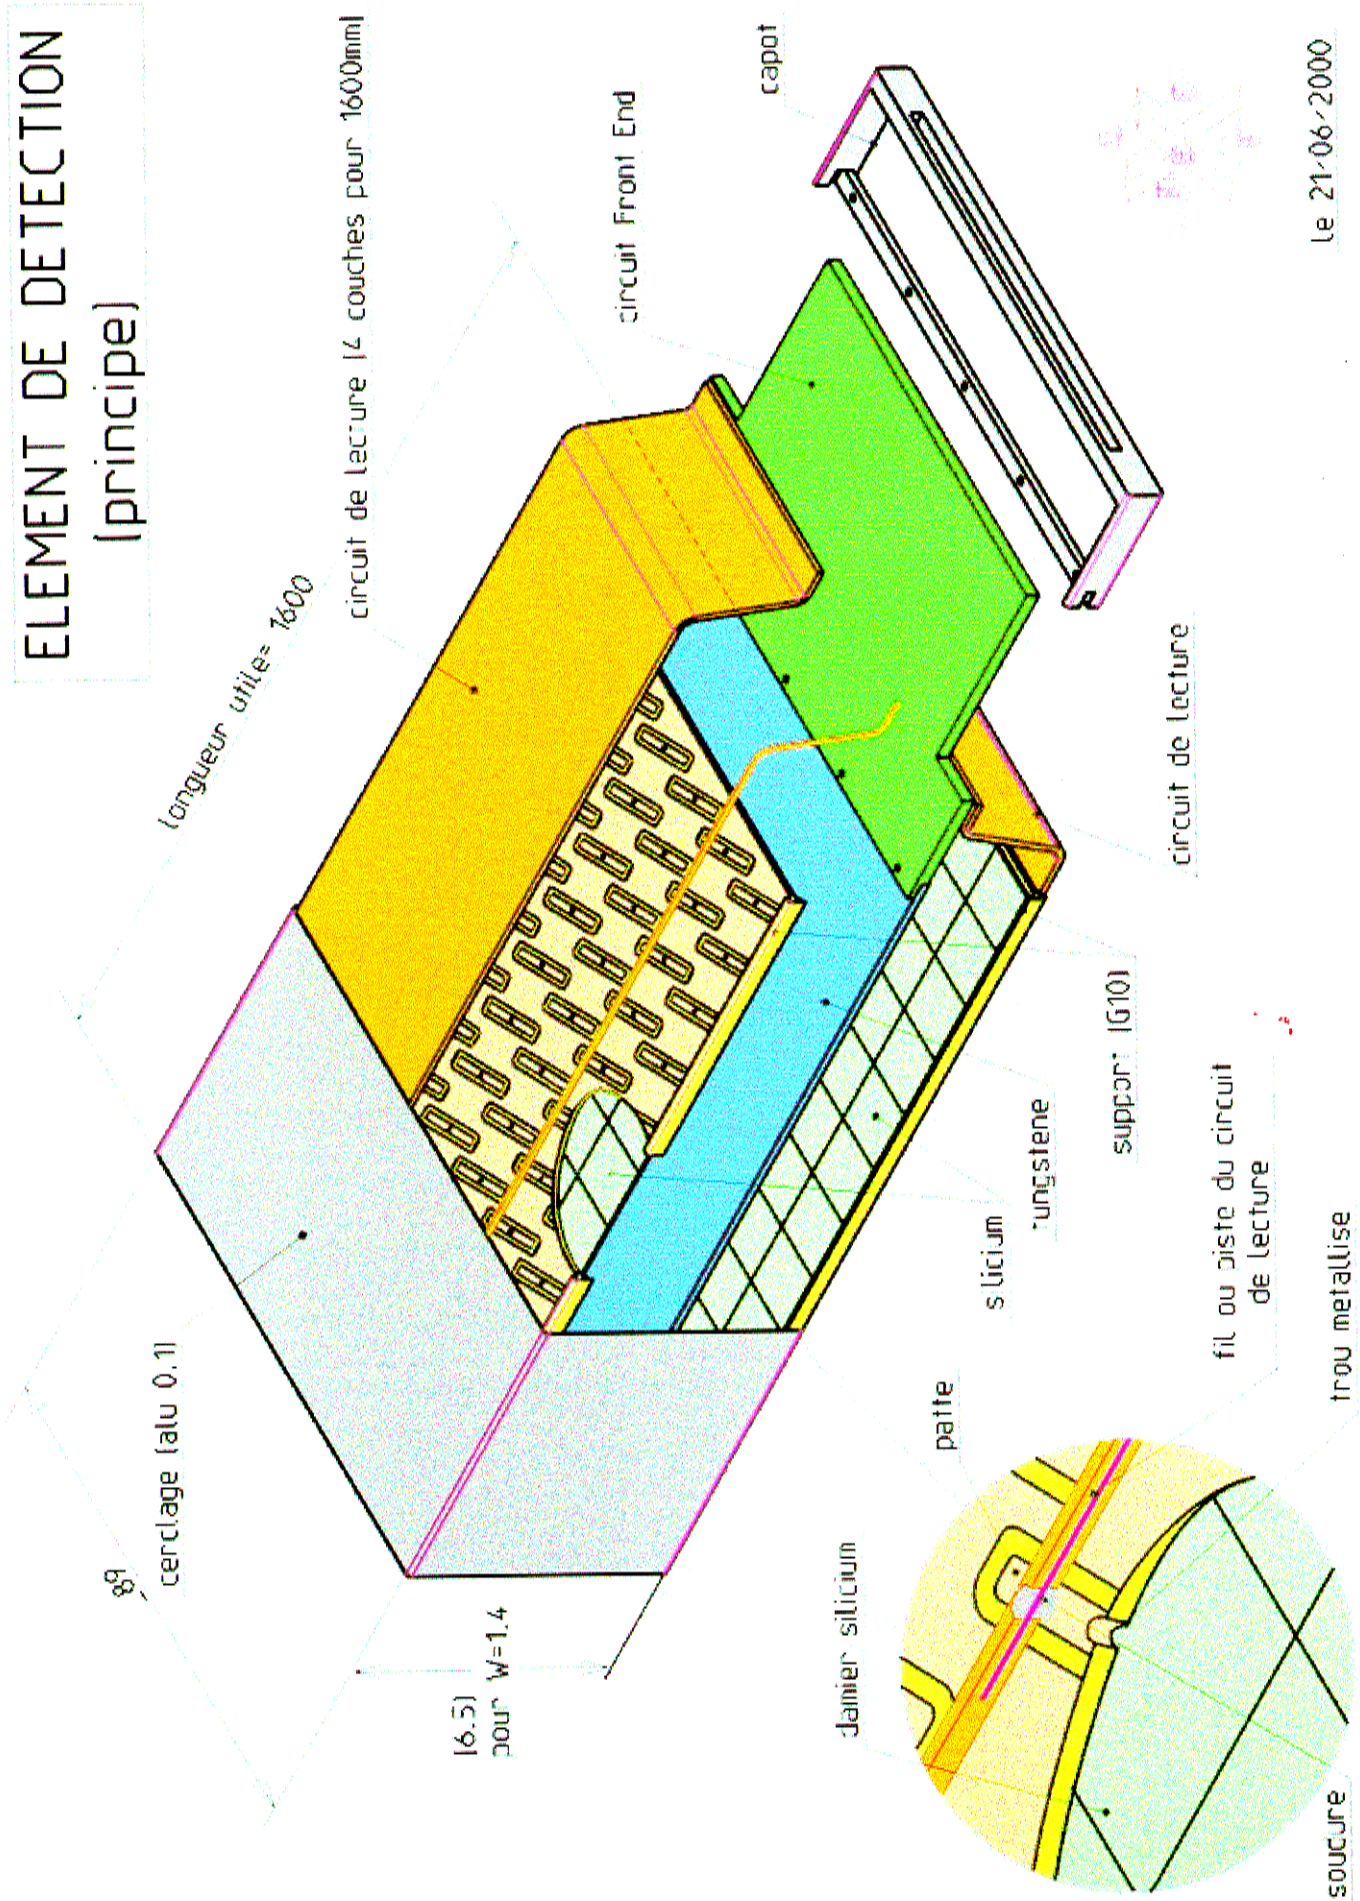 ELEMENT DE DETECTION
(principe)
longueur utile= 1600
circuit de lecture (4 couches pour 1600mm)
circuit Front End
capot
89
cerclage (alu 0.1)
(6.5)
pour W=1.4
circuit de lecture
support (G10)
tungstene
silicium
patte
damier silicium
fil ou piste du circuit
de lecture
trou metallise
soudure
le 21/06/2000